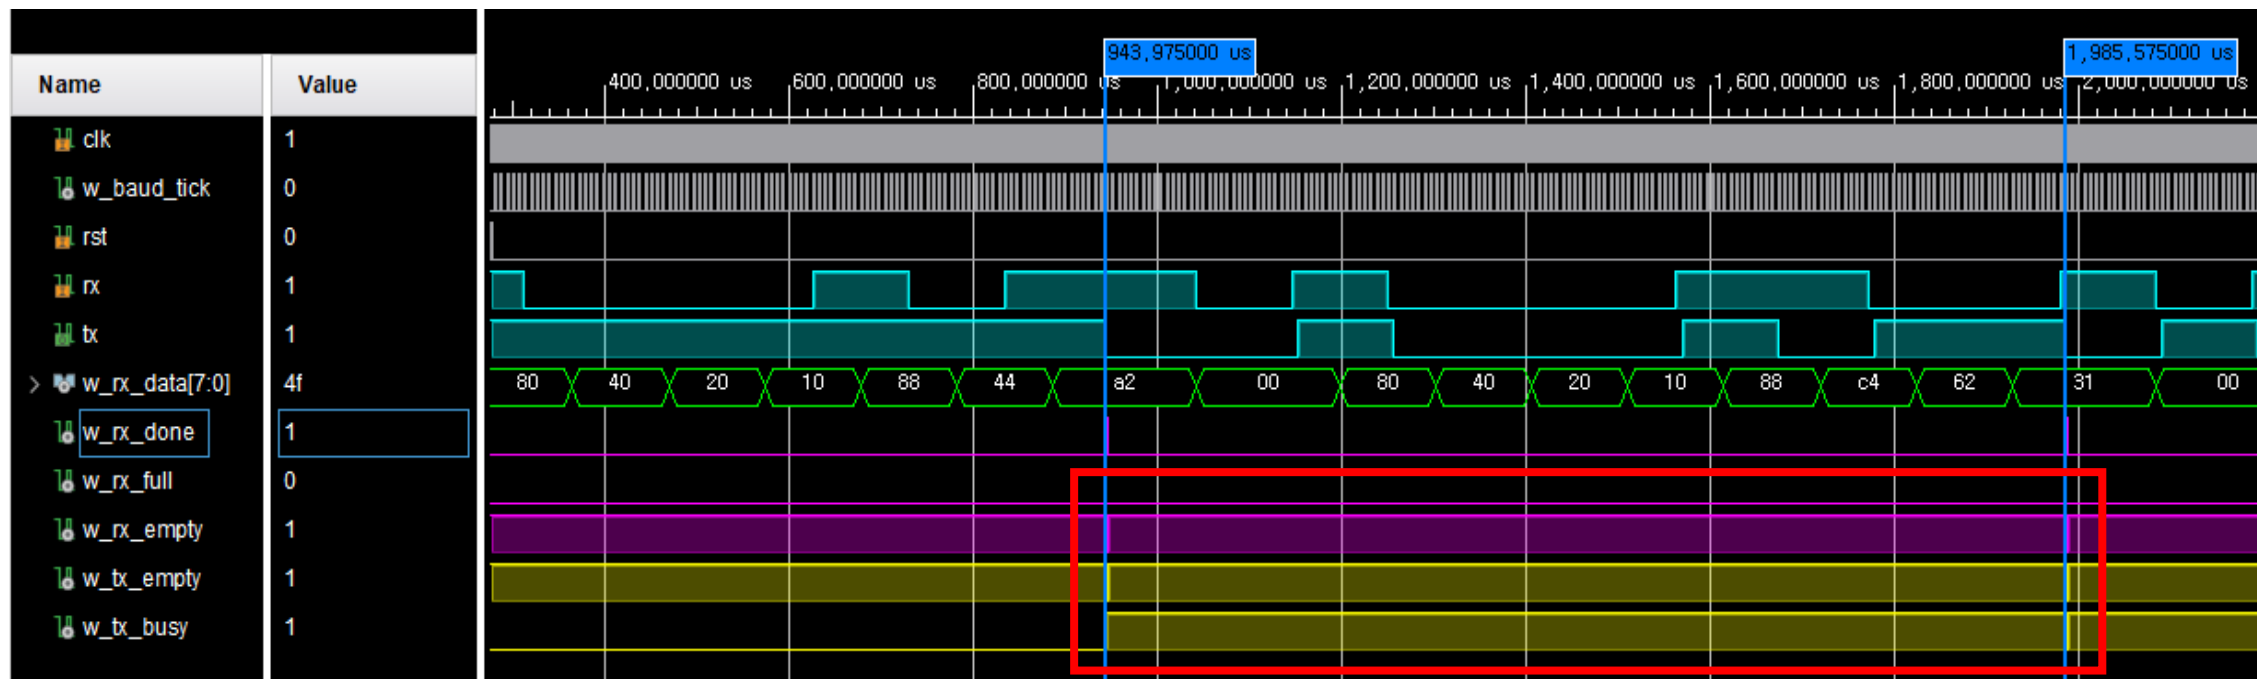 943,975000 us 1,985,575000 us
Name Value 400,000000 us 600,000000 us 800,000000 us 1,000,000000 us 1,200,000000 us 1,400,000000 us 1,600,000000 us 1,800,000000 us 2,000,000000 us
clk 1
w_baud_tick 0
rst 0
rx 1
tx 1
> w_rx_data[7:0] 4f 80 40 20 10 88 44 a2 00 80 40 20 10 88 c4 62 31 00
w_rx_done 1
w_rx_full 0
w_rx_empty 1
w_tx_empty 1
w_tx_busy 1